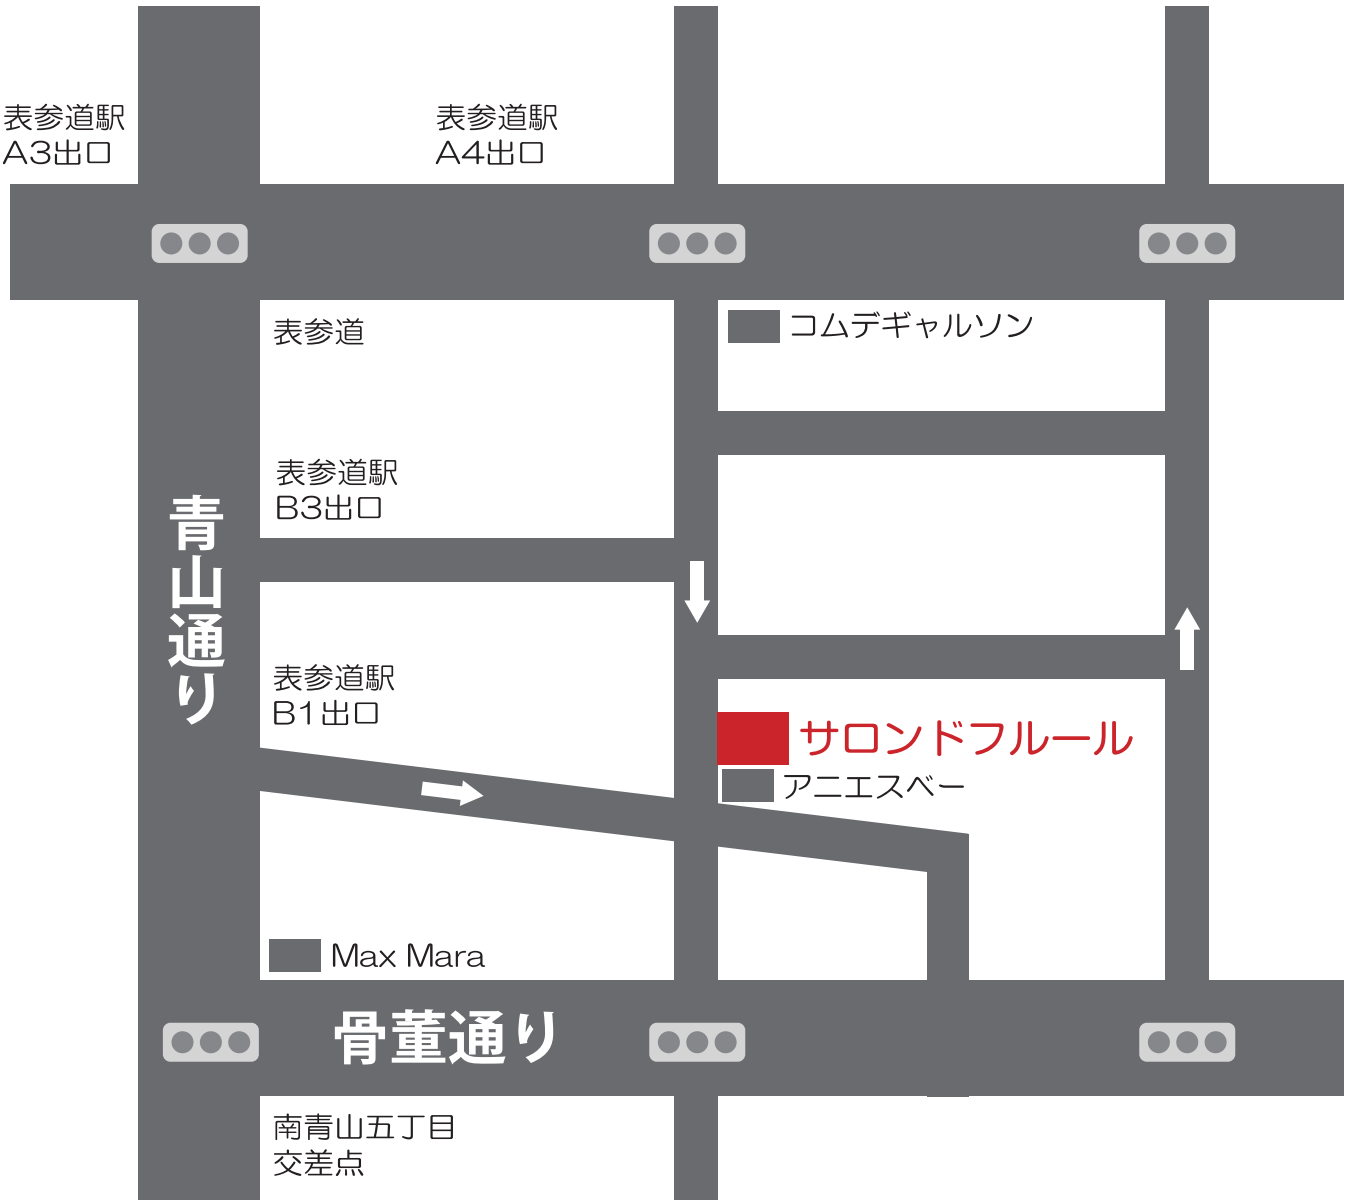 表参道駅
A3出口
表参道駅
A4出口
表参道
コムデギャルソン
表参道駅
B3出口
青山通り
表参道駅
B1出口
サロンドフルール
アニエスベー
Max Mara
骨董通り
南青山五丁目
交差点